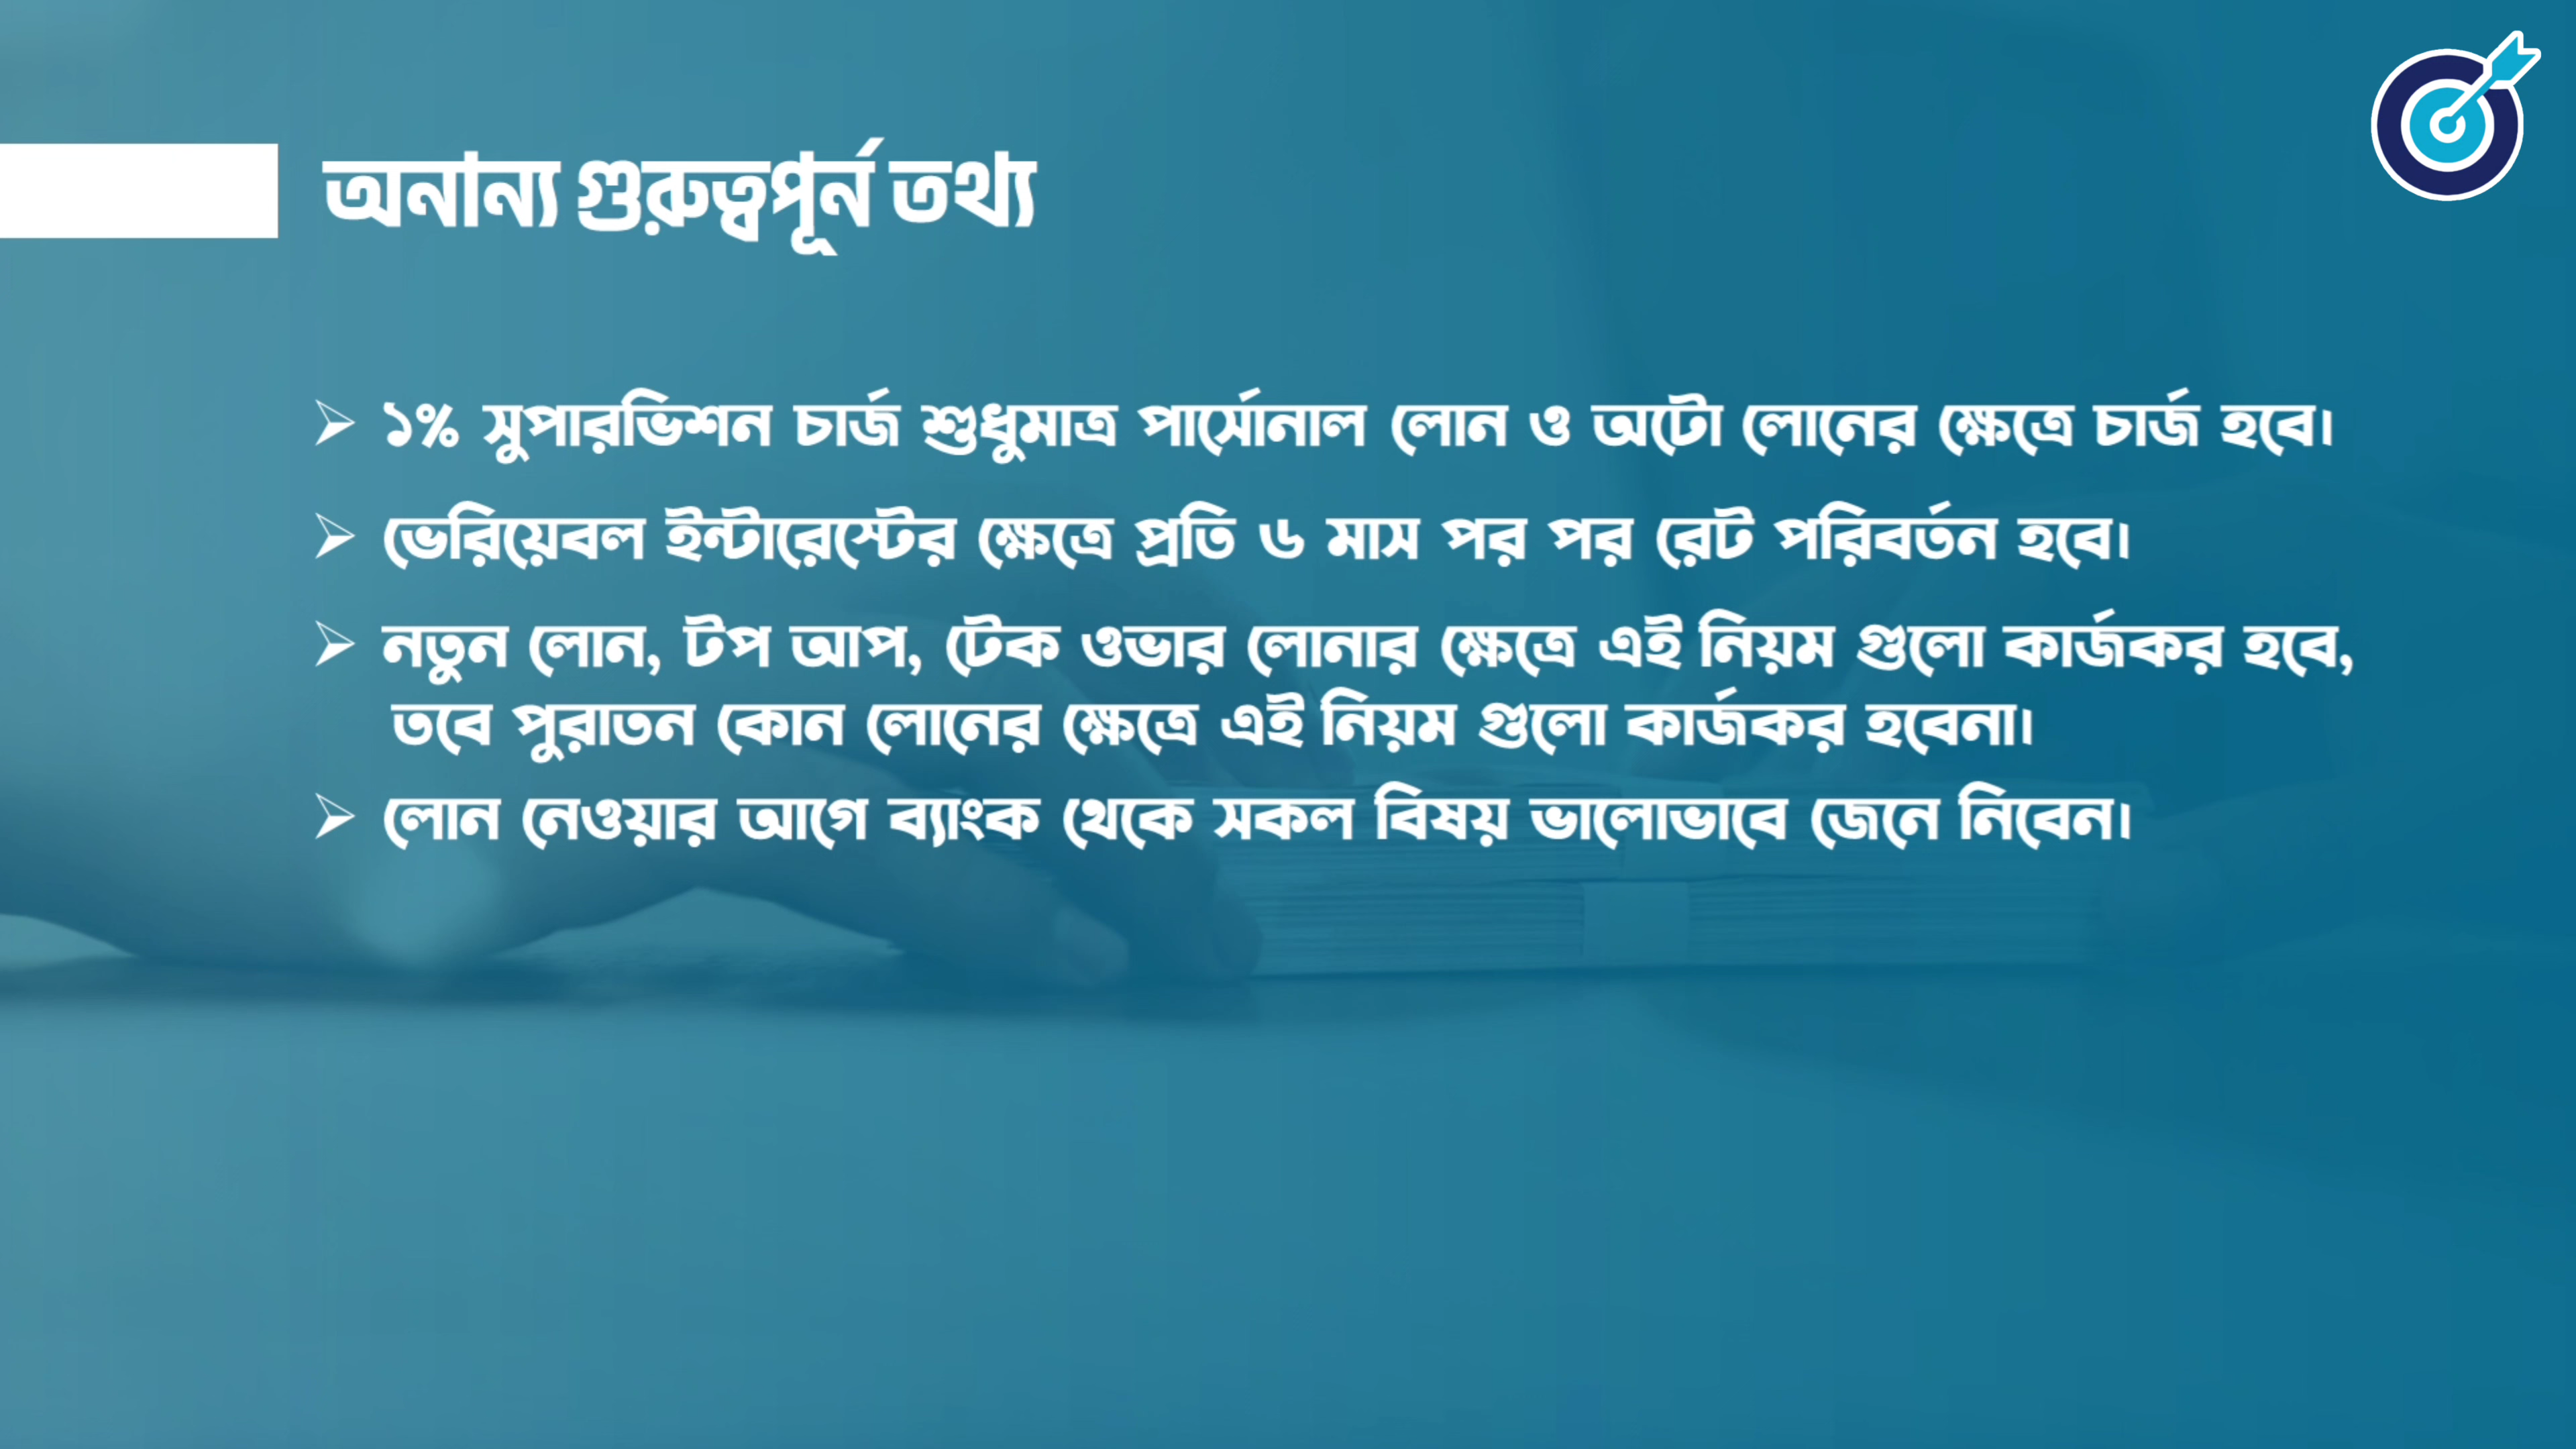 অনান্য গুরুত্বপূর্ন তথ্য
১% সুপারভিশন চার্জ শুধুমাত্র পার্সোনাল লোন ও অটো লোনের ক্ষেত্রে চার্জ হবে।
ভেরিয়েবল ইন্টারেস্টের ক্ষেত্রে প্রতি ৬ মাস পর পর রেট পরিবর্তন হবে।
নতুন লোন, টপ আপ, টেক ওভার লোনার ক্ষেত্রে এই নিয়ম গুলো কার্জকর হবে,
তবে পুরাতন কোন লোনের ক্ষেত্রে এই নিয়ম গুলো কার্জকর হবেনা।
লোন নেওয়ার আগে ব্যাংক থেকে সকল বিষয় ভালোভাবে জেনে নিবেন।